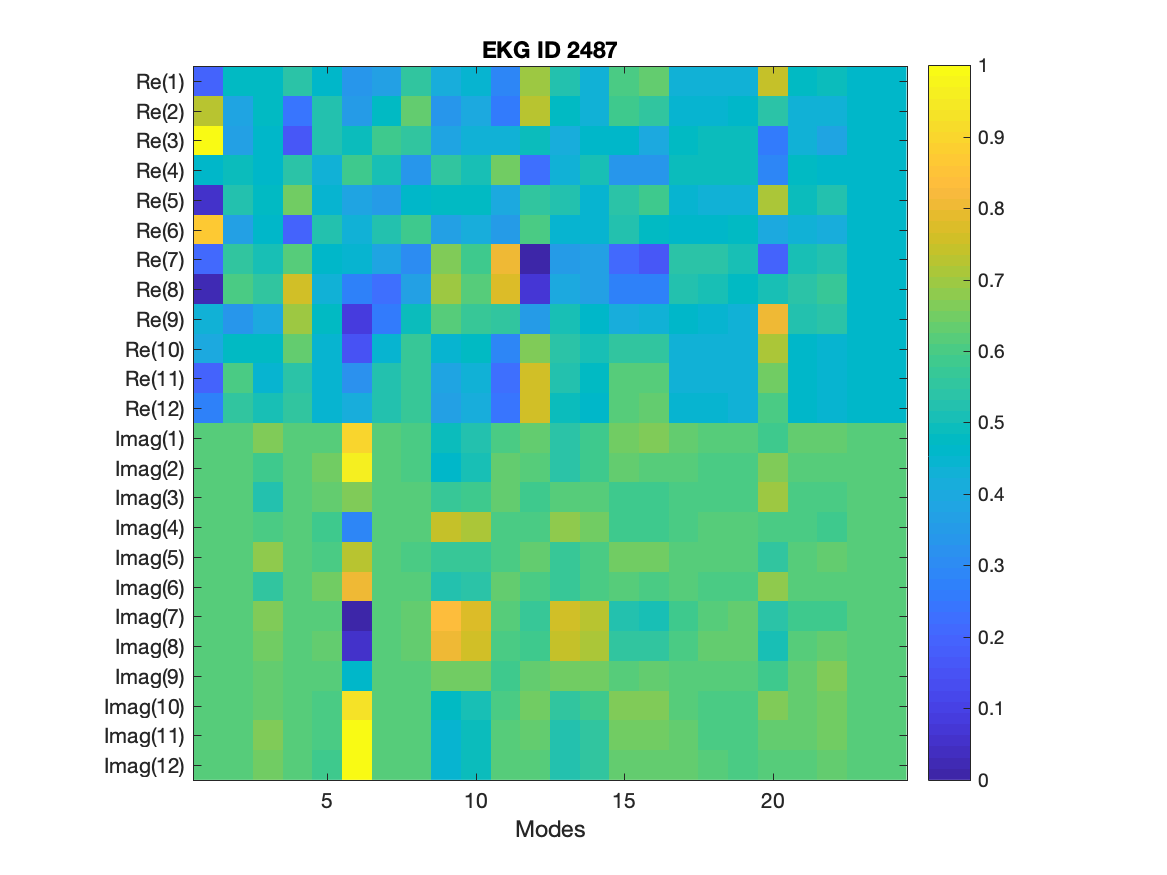 EKG ID 2487
Re(1)
Re(2)
Re(3)
Re(4)
Re(5)
Re(6)
Re(7)
Re(8)
Re(9)
Re(10)
Re(11)
Re(12)
Imag(1)
Imag(2)
Imag(3)
Imag(4)
Imag(5)
Imag(6)
Imag(7)
Imag(8)
Imag(9)
Imag(10)
Imag(11)
Imag(12)
5 10 15 20
Modes
1
0.9
0.8
0.7
0.6
0.5
0.4
0.3
0.2
0.1
0